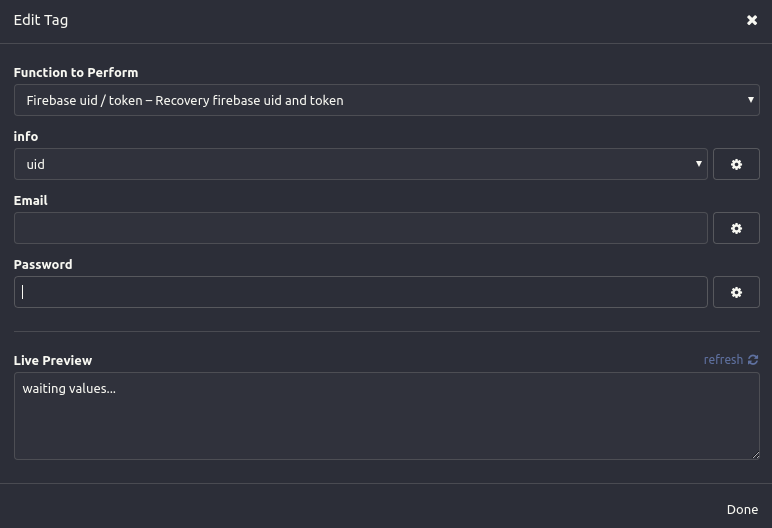 Edit Tag
Function to Perform
Firebase uid / token – Recovery firebase uid and token
info
uid
Email
Password
Live Preview
refresh
waiting values...
Done